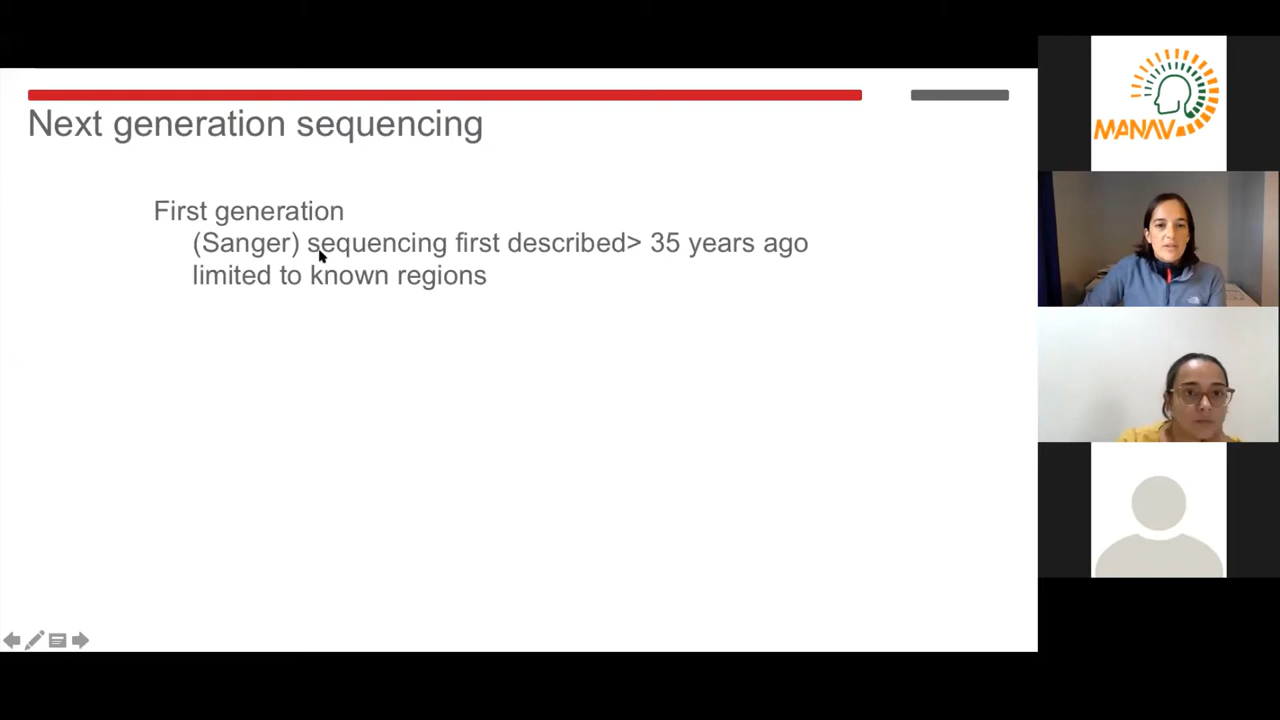 Next generation sequencing
First generation
(Sanger) sequencing first described> 35 years ago
limited to known regions
MANAV